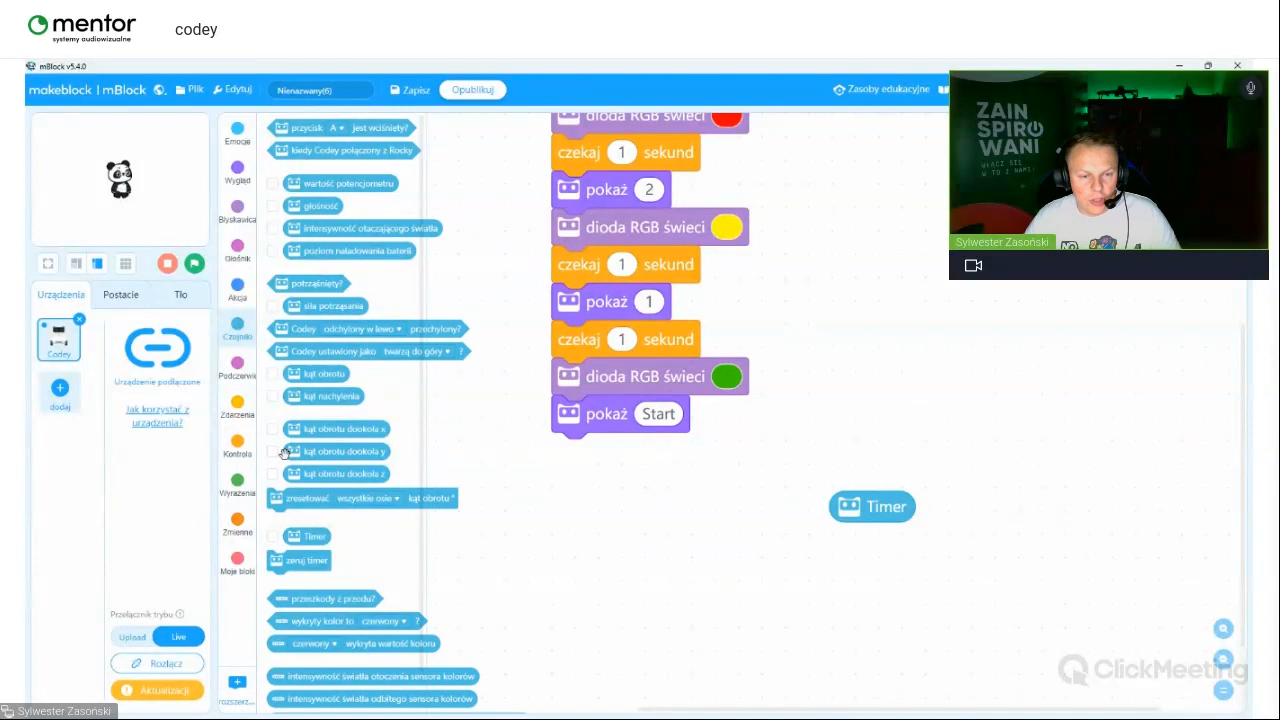 mentor
systemy audiowizualne
codey
mBlock v5.4.0
makeblock | mBlock
Plik
Edytuj
Nienazwany(6)
Zapisz
Opublikuj
Zasoby edukacyjne
ZAIN
SPIRO
WANI
WŁĄCZ SIĘ
W TO Z NAMI!
Sylwester Zasoński
Urządzenia
Postacie
Tło
Codey
dodaj
Urządzenie podłączone
Jak korzystać z
urządzenia?
Przełącznik trybu
Upload
Live
Rozłącz
Aktualizacji
Emocje
Wygląd
Błyskawica
Głośnik
Akcja
Czujniki
Podczerwie
Zdarzenia
Kontrola
Wyrażenia
Zmienne
Moje bloki
rozszerz...
przycisk A jest wciśnięty?
kiedy Codey połączony z Rocky
wartość potencjometru
głośność
intensywność otaczającego światła
poziom naładowania baterii
potrząśnięty?
siła potrząsania
Codey odchylony w lewo przechylony?
Codey ustawiony jako twarzą do góry ?
kąt obrotu
kąt nachylenia
kąt obrotu dookoła x
kąt obrotu dookoła y
kąt obrotu dookoła z
zresetować wszystkie osie kąt obrotu °
Timer
zeruj timer
przeszkody z przodu?
wykryty kolor to czerwony ?
czerwony wykryta wartość koloru
intensywność światła otoczenia sensora kolorów
intensywność światła odbitego sensora kolorów
dioda RGB świeci
czekaj 1 sekund
pokaż 2
dioda RGB świeci
czekaj 1 sekund
pokaż 1
czekaj 1 sekund
dioda RGB świeci
pokaż Start
Timer
ClickMeeting
Sylwester Zasoński